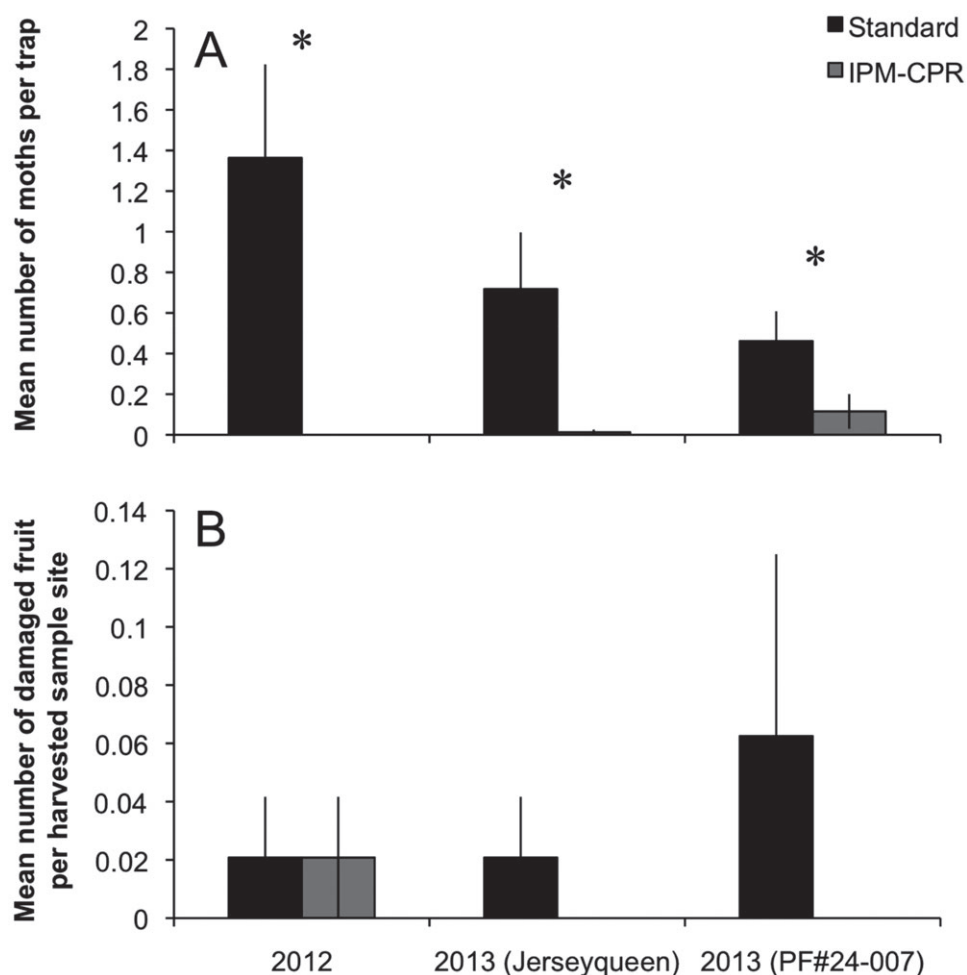 A
*
*
*
Standard
IPM-CPR
Mean number of moths per trap
2
1.8
1.6
1.4
1.2
1
0.8
0.6
0.4
0.2
0
B
Mean number of damaged fruit
per harvested sample site
0.14
0.12
0.1
0.08
0.06
0.04
0.02
0
2012
2013 (Jerseyqueen)
2013 (PF#24-007)